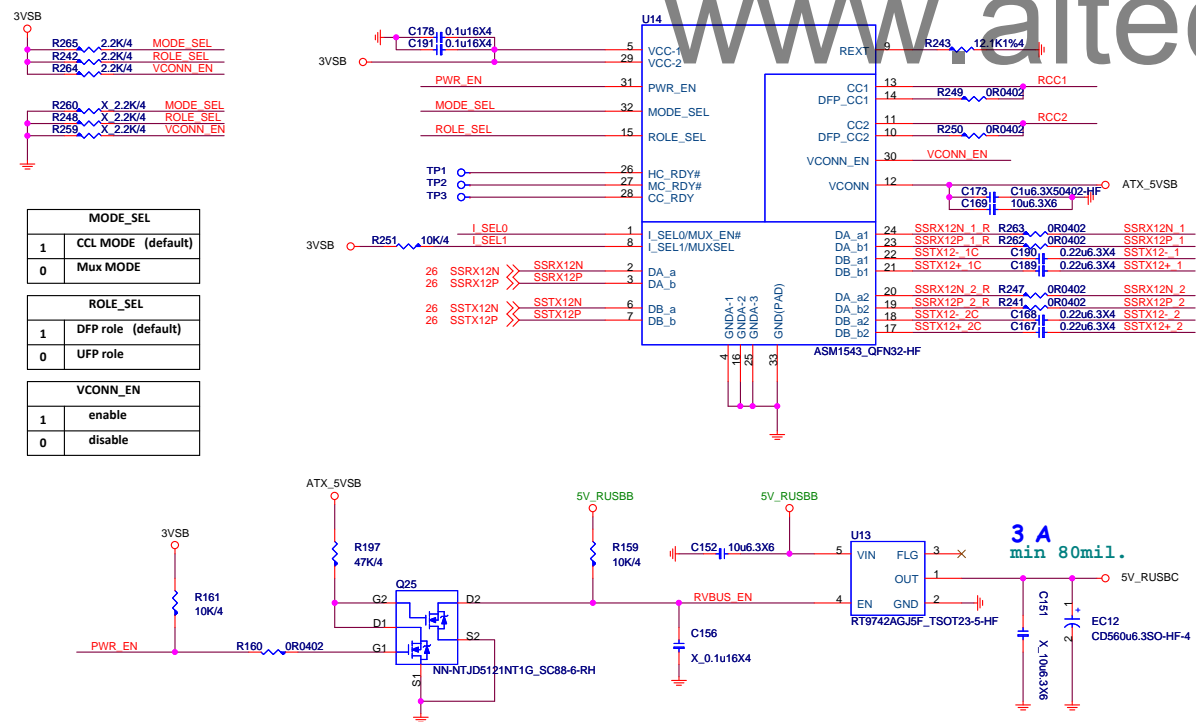 www.altec
3VSB
R265 2.2K/4 MODE_SEL
R242 2.2K/4 ROLE_SEL
R264 2.2K/4 VCONN_EN
R260 X_2.2K/4 MODE_SEL
R248 X_2.2K/4 ROLE_SEL
R259 X_2.2K/4 VCONN_EN
MODE_SEL
1 CCL MODE (default)
0 Mux MODE
ROLE_SEL
1 DFP role (default)
0 UFP role
VCONN_EN
1 enable
0 disable
U14
C178 0.1u16X4
C191 0.1u16X4
3VSB
5 VCC-1
29 VCC-2
PWR_EN 31 PWR_EN
MODE_SEL 32 MODE_SEL
ROLE_SEL 15 ROLE_SEL
TP1 26 HC_RDY#
TP2 27 MC_RDY#
TP3 28 CC_RDY
I_SEL0 1 I_SEL0/MUX_EN#
3VSB R251 10K/4 I_SEL1 8 I_SEL1/MUXSEL
26 SSRX12N SSRX12N 2 DA_a
26 SSRX12P SSRX12P 3 DA_b
26 SSTX12N SSTX12N 6 DB_a
26 SSTX12P SSTX12P 7 DB_b
REXT 9 R243 12.1K1%4
CC1 13 RCC1
DFP_CC1 14 R249 0R0402
CC2 11 RCC2
DFP_CC2 10 R250 0R0402
VCONN_EN 30 VCONN_EN
VCONN 12 ATX_5VSB
C173 C1u6.3X50402-HF
C169 10u6.3X6
DA_a1 24 SSRX12N_1_R R263 0R0402 SSRX12N_1
DA_b1 23 SSRX12P_1_R R262 0R0402 SSRX12P_1
DB_a1 22 SSTX12-_1C C190 0.22u6.3X4 SSTX12-_1
DB_b1 21 SSTX12+_1C C189 0.22u6.3X4 SSTX12+_1
DA_a2 20 SSRX12N_2_R R247 0R0402 SSRX12N_2
DA_b2 19 SSRX12P_2_R R241 0R0402 SSRX12P_2
DB_a2 18 SSTX12-_2C C168 0.22u6.3X4 SSTX12-_2
DB_b2 17 SSTX12+_2C C167 0.22u6.3X4 SSTX12+_2
GNDA-1 GNDA-2 GNDA-3 GND(PAD)
4 16 25 33
ASM1543_QFN32-HF
ATX_5VSB
3VSB
R197
47K/4
R161
10K/4
PWR_EN
R160 0R0402
Q25
G2 D2
D1 S2
G1
S1
NN-NTJD5121NT1G_SC88-6-RH
5V_RUSBB
R159
10K/4
RVBUS_EN
C156
X_0.1u16X4
5V_RUSBB
C152 10u6.3X6
U13
5 VIN FLG 3
OUT 1
4 EN GND 2
RT9742AGJ5F_TSOT23-5-HF
3 A
min 80mil.
5V_RUSBC
C151
X_10u6.3X6
1
+
2
EC12
CD560u6.3SO-HF-4